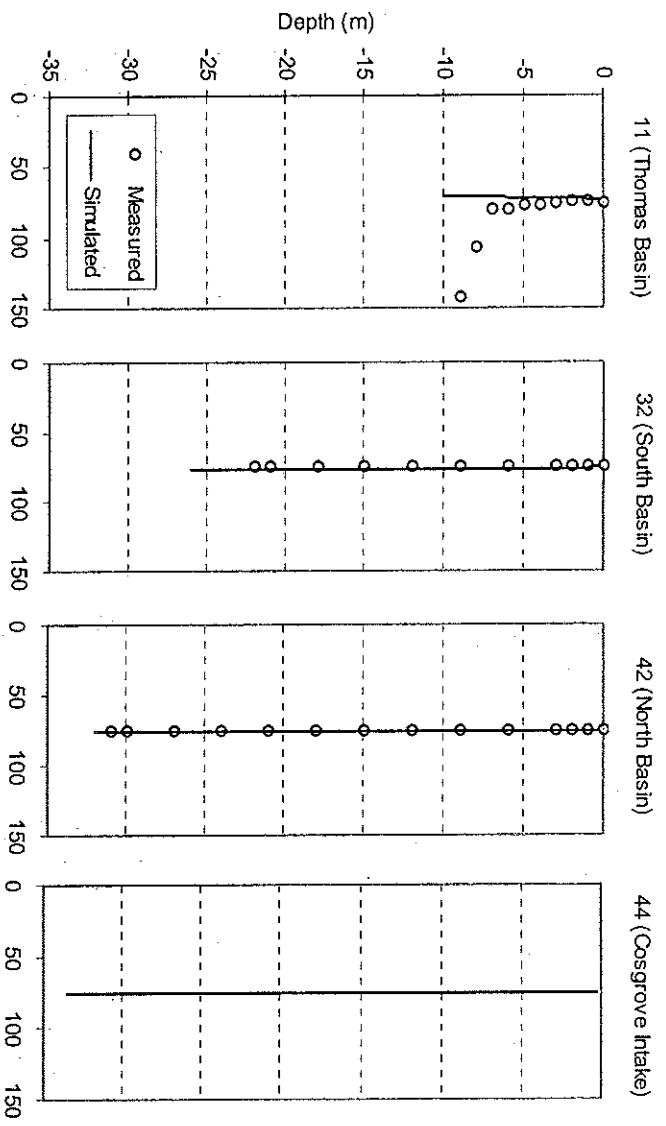 11 (Thomas Basin)
32 (South Basin)
42 (North Basin)
44 (Cosgrove Intake)
Depth (m)
0
-5
-10
-15
-20
-25
-30
-35
Measured
Simulated
0 50 100 150
0 50 100 150
0 50 100 150
0 50 100 150